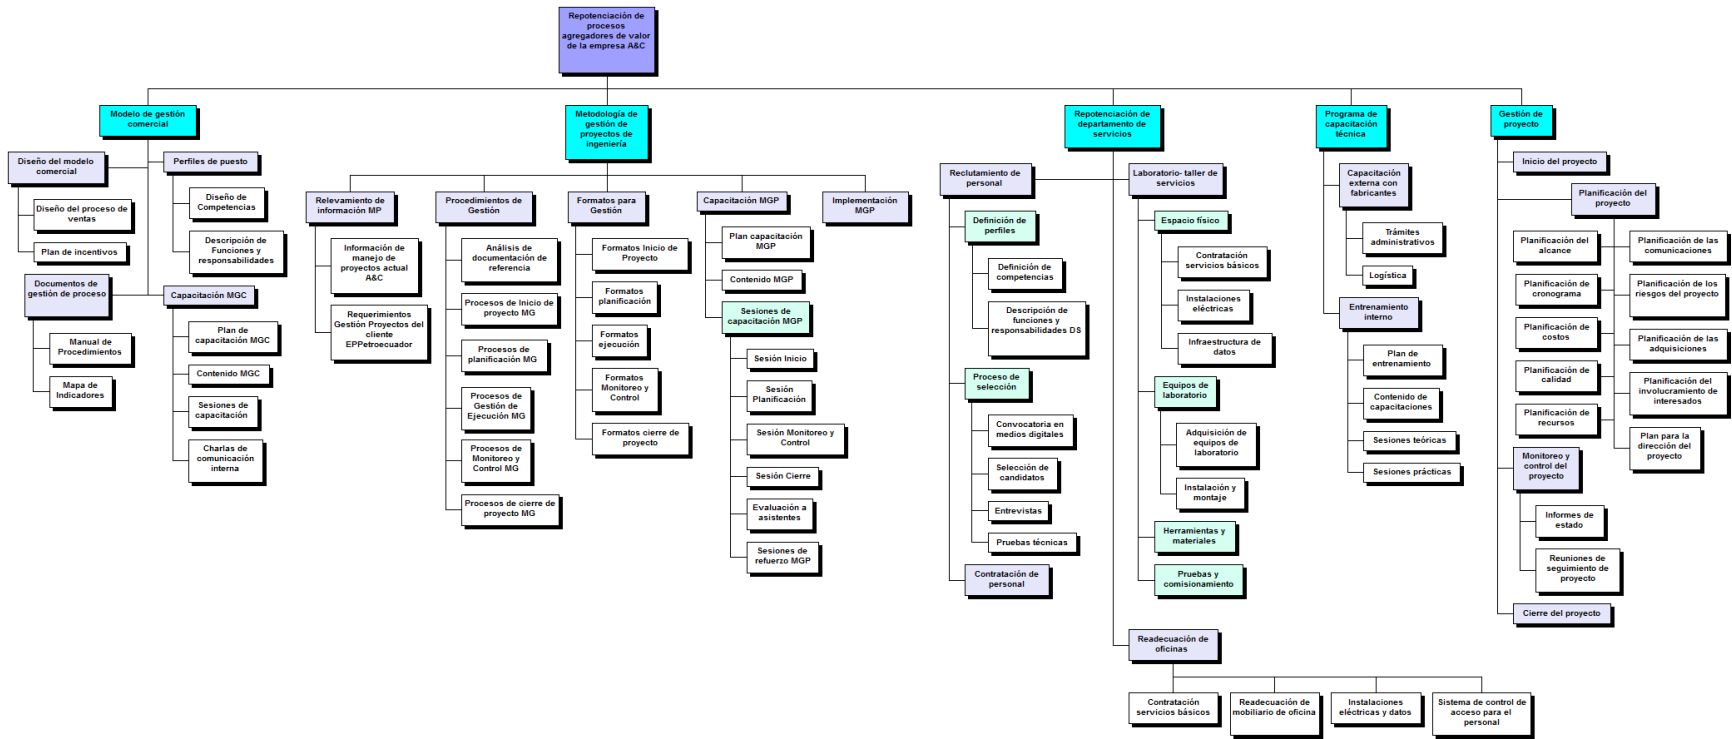 Repotenciación de
procesos
agregadores de valor
de la empresa A&C
Modelo de gestión
comercial
Diseño del modelo
comercial
Diseño del proceso de
ventas
Plan de incentivos
Documentos de
gestión de proceso
Manual de
Procedimientos
Mapa de
Indicadores
Perfiles de puesto
Diseño de
Competencias
Descripción de
Funciones y
responsabilidades
Capacitación MGC
Plan de
capacitación MGC
Contenido MGC
Sesiones de
capacitación
Charlas de
comunicación
interna
Metodología de
gestión de
proyectos de
ingeniería
Relevamiento de
información MP
Información de
manejo de
proyectos actual
A&C
Requerimientos
Gestión Proyectos del
cliente
EPPetroecuador
Procedimientos de
Gestión
Análisis de
documentación de
referencia
Procesos de Inicio de
proyecto MG
Procesos de
planificación MG
Procesos de
Gestión de
Ejecución MG
Procesos de
Monitoreo y
Control MG
Procesos de cierre de
proyecto MG
Formatos para
Gestión
Formatos Inicio de
Proyecto
Formatos
planificación
Formatos
ejecución
Formatos
Monitoreo y
Control
Formatos cierre de
proyecto
Capacitación MGP
Plan capacitación
MGP
Contenido MGP
Sesiones de
capacitación MGP
Sesión Inicio
Sesión
Planificación
Sesión Monitoreo y
Control
Sesión Cierre
Evaluación a
asistentes
Sesiones de
refuerzo MGP
Implementación
MGP
Repotenciación de
departamento de
servicios
Reclutamiento de
personal
Definición de
perfiles
Definición de
competencias
Descripción de
funciones y
responsabilidades DS
Proceso de
selección
Convocatoria en
medios digitales
Selección de
candidatos
Entrevistas
Pruebas técnicas
Contratación de
personal
Laboratorio- taller de
servicios
Espacio físico
Contratación
servicios básicos
Instalaciones
eléctricas
Infraestructura de
datos
Equipos de
laboratorio
Adquisición de
equipos de
laboratorio
Instalación y
montaje
Herramientas y
materiales
Pruebas y
comisionamiento
Readecuación de
oficinas
Contratación
servicios básicos
Readecuación de
mobiliario de oficina
Instalaciones
eléctricas y datos
Sistema de control de
acceso para el
personal
Programa de
capacitación
técnica
Capacitación
externa con
fabricantes
Trámites
administrativos
Logística
Entrenamiento
interno
Plan de
entrenamiento
Contenido de
capacitaciones
Sesiones teóricas
Sesiones prácticas
Gestión de
proyecto
Inicio del proyecto
Planificación del
proyecto
Planificación del
alcance
Planificación de las
comunicaciones
Planificación de
cronograma
Planificación de los
riesgos del proyecto
Planificación de
costos
Planificación de las
adquisiciones
Planificación de
calidad
Planificación del
involucramiento de
interesados
Planificación de
recursos
Plan para la
dirección del
proyecto
Monitoreo y
control del
proyecto
Informes de
estado
Reuniones de
seguimiento de
proyecto
Cierre del proyecto